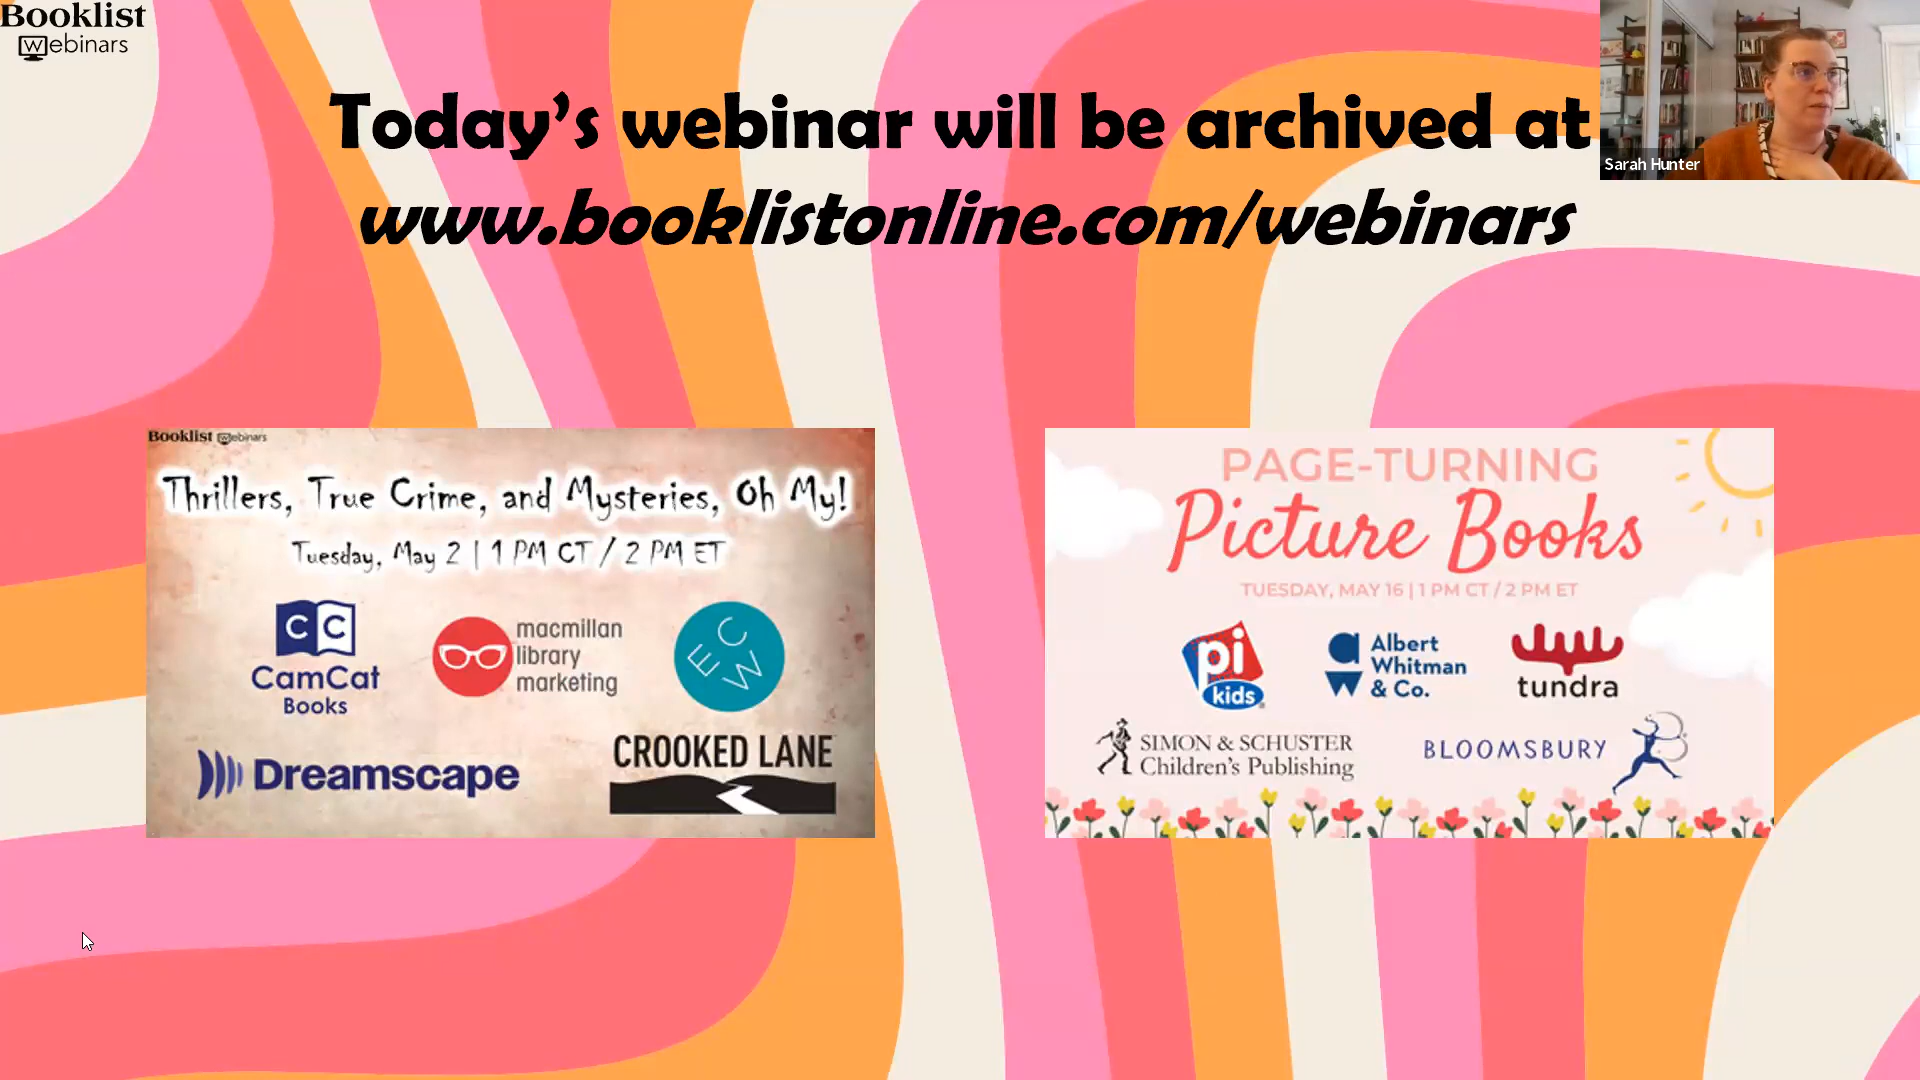 Booklist
webinars
Today's webinar will be archived at
www.booklistonline.com/webinars
Sarah Hunter
Booklist webinars
Thrillers, True Crime, and Mysteries, Oh My!
Tuesday, May 2 | 1 PM CT / 2 PM ET
CC
CamCat
Books
macmillan
library
marketing
ECW
Dreamscape
CROOKED LANE
PAGE-TURNING
Picture Books
TUESDAY, MAY 16 | 1 PM CT / 2 PM ET
pi
kids
Albert
Whitman
& Co.
tundra
SIMON & SCHUSTER
Children's Publishing
BLOOMSBURY